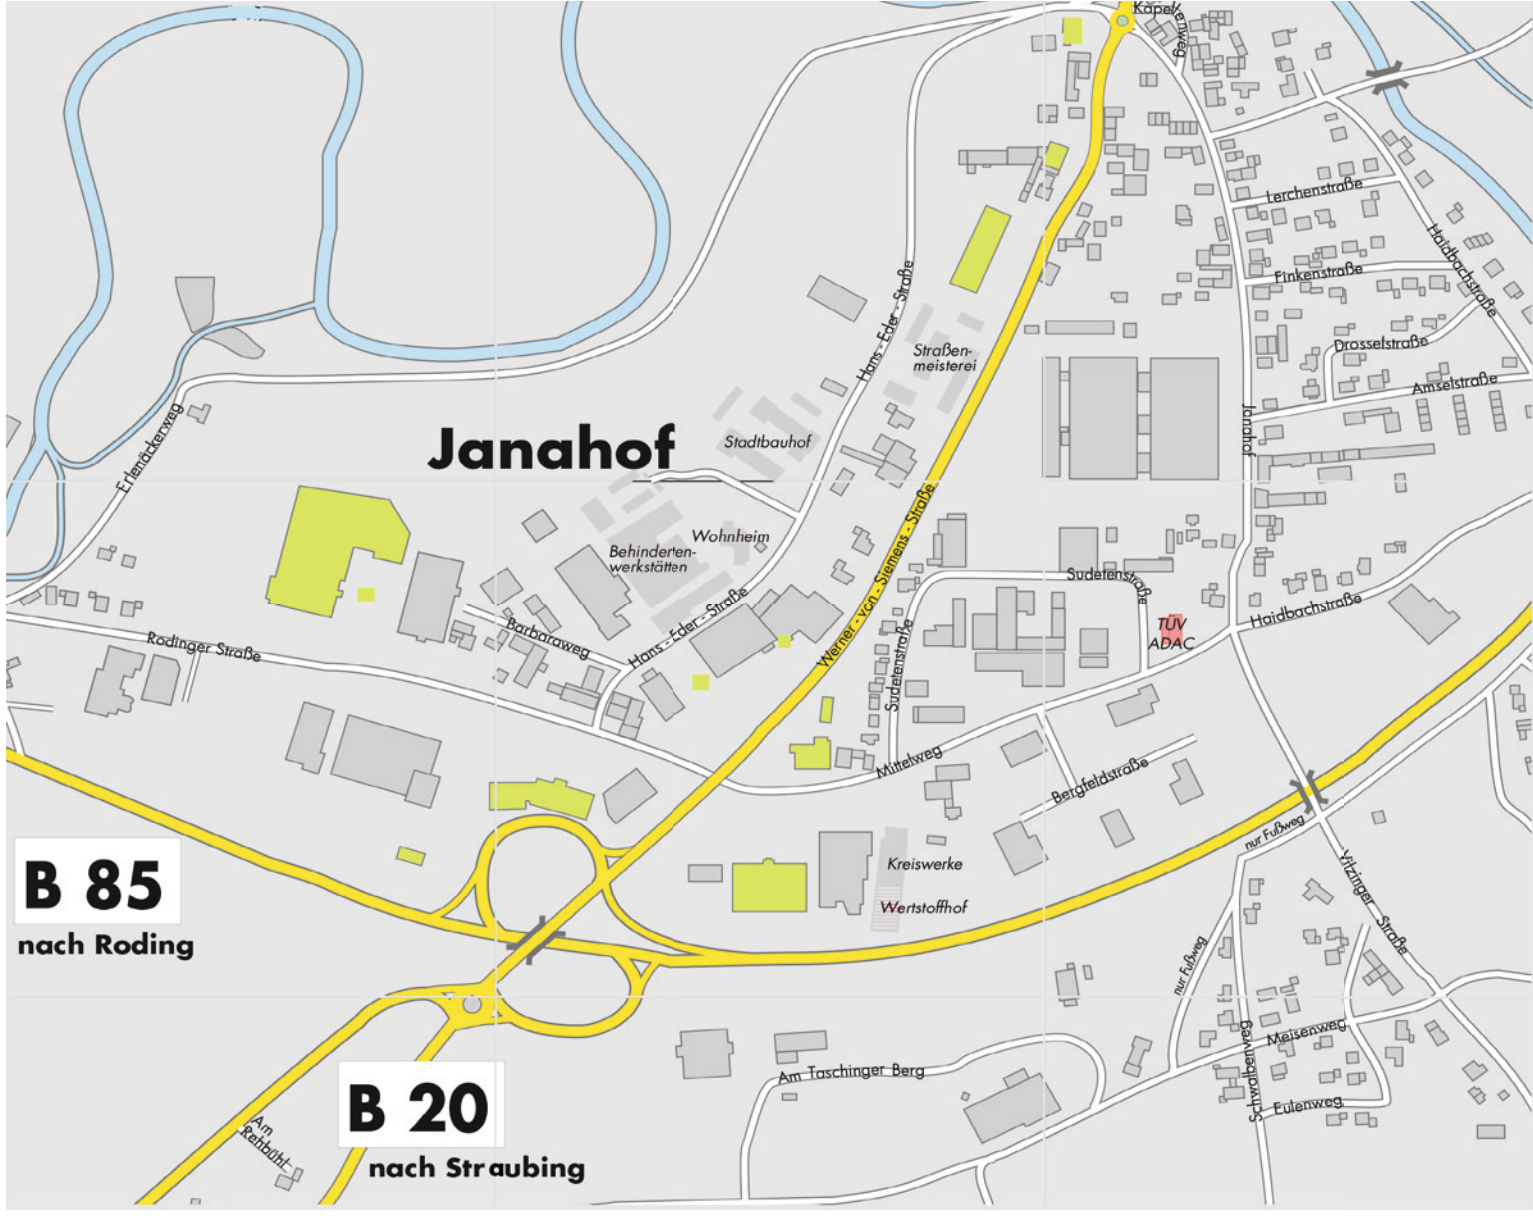 Kapel
kenweg
Lerchenstraße
Haidbachstraße
Finkenstraße
Hans - Eder - Straße
Drosselstraße
Straßen-
meisterei
Amselstraße
Erlenäckerweg
Janahof
Janahof
Stadtbauhof
Wohnheim
Behinderten-
werkstätten
Werner - von - Siemens - Straße
Sudetenstraße
Haidbachstraße
Hans - Eder - Straße
Barbaraweg
TÜV
ADAC
Rodinger Straße
Sudetenstraße
Mittelweg
Bergfeldstraße
nur Fußweg
B 85
nach Roding
Kreiswerke
Wertstoffhof
Vilzinger Straße
nur Fußweg
Meisenweg
Schwalbenweg
Am Taschinger Berg
Eulenweg
B 20
nach Straubing
Am
Rehbühl